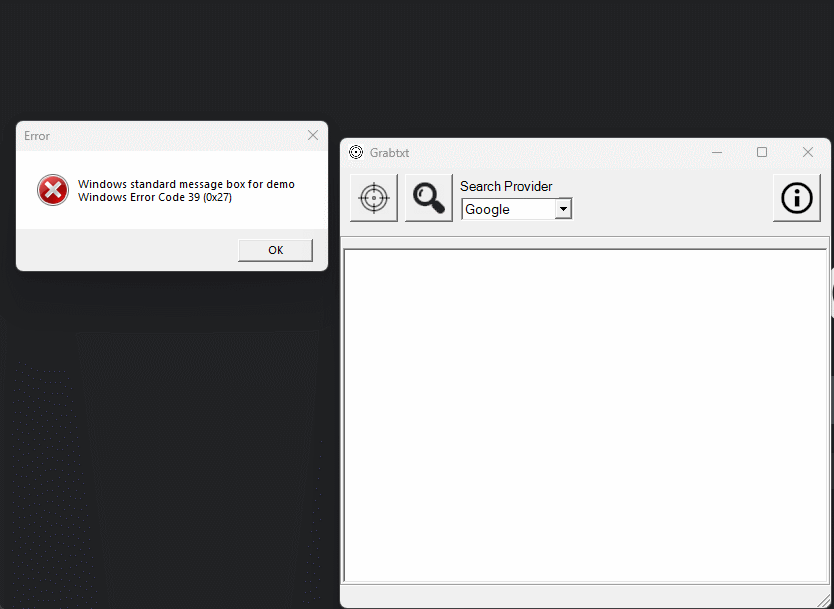 Error
Windows standard message box for demo
Windows Error Code 39 (0x27)
OK
Grabtxt
Search Provider
Google